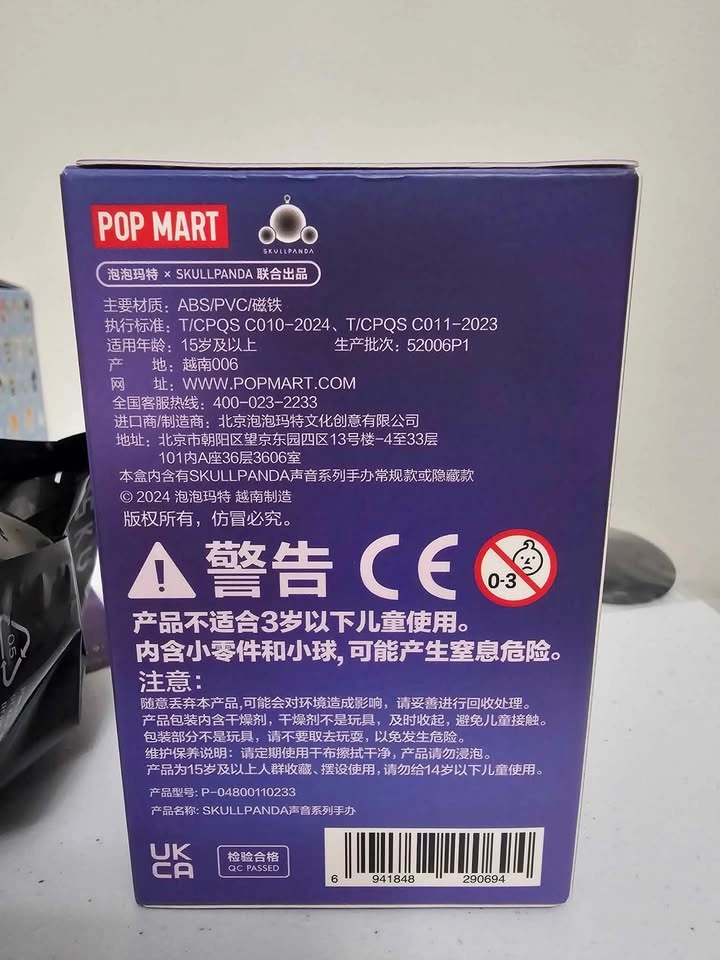 POP MART
SKULLPANDA
泡泡玛特 × SKULLPANDA 联合出品
主要材质：ABS/PVC/磁铁
执行标准：T/CPQS C010-2024、T/CPQS C011-2023
适用年龄：15岁及以上 生产批次：52006P1
产 地：越南006
网 址：WWW.POPMART.COM
全国客服热线：400-023-2233
进口商/制造商：北京泡泡玛特文化创意有限公司
地址：北京市朝阳区望京东园四区13号楼-4至33层
101内A座36层3606室
本盒内含有SKULLPANDA声音系列手办常规款或隐藏款
© 2024 泡泡玛特 越南制造
版权所有，仿冒必究。
警告 CE 0-3
产品不适合3岁以下儿童使用。
内含小零件和小球，可能产生窒息危险。
注意：
随意丢弃本产品,可能会对环境造成影响，请妥善进行回收处理。
产品包装内含干燥剂，干燥剂不是玩具，及时收起，避免儿童接触。
包装部分不是玩具，请不要取去玩耍，以免发生危险。
维护保养说明：请定期使用干布擦拭干净，产品请勿浸泡。
产品为15岁及以上人群收藏、摆设使用，请勿给14岁以下儿童使用。
产品型号：P-04800110233
产品名称：SKULLPANDA声音系列手办
UK
CA
检验合格
QC PASSED
6 941848 290694
05